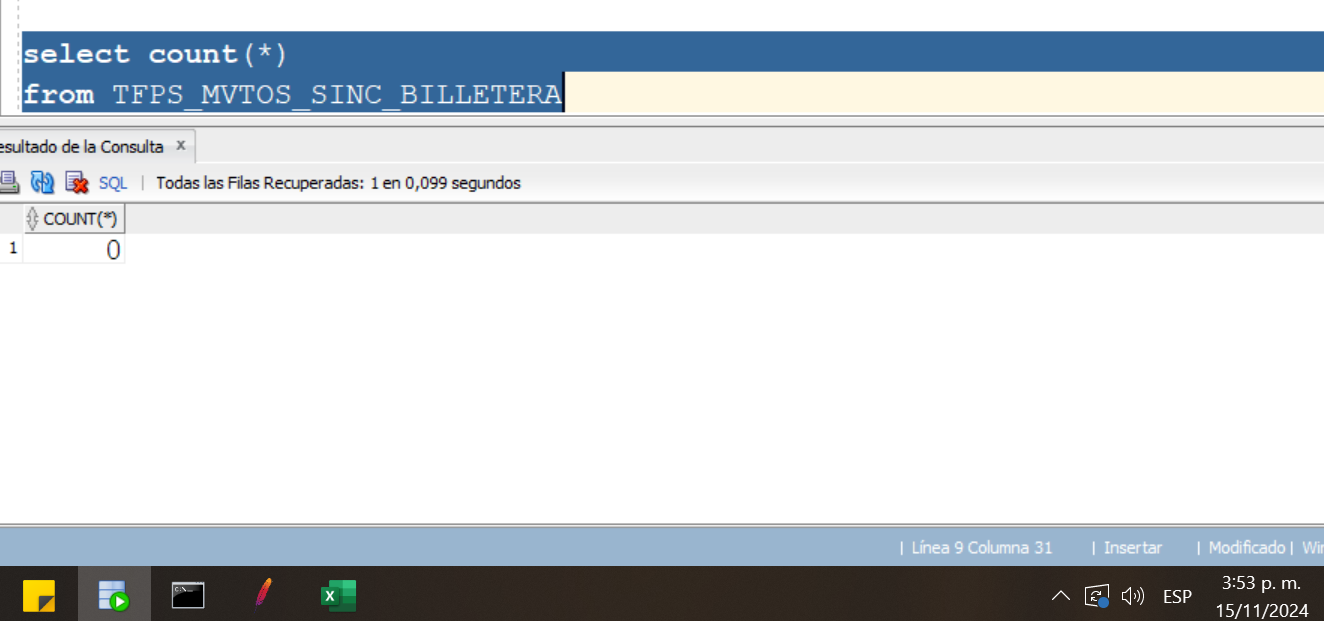 select count(*)
from TFPS_MVTOS_SINC_BILLETERA
esultado de la Consulta x
SQL | Todas las Filas Recuperadas: 1 en 0,099 segundos
COUNT(*)
1 0
| Línea 9 Columna 31 | Insertar | Modificado | Win
ESP
3:53 p. m.
15/11/2024